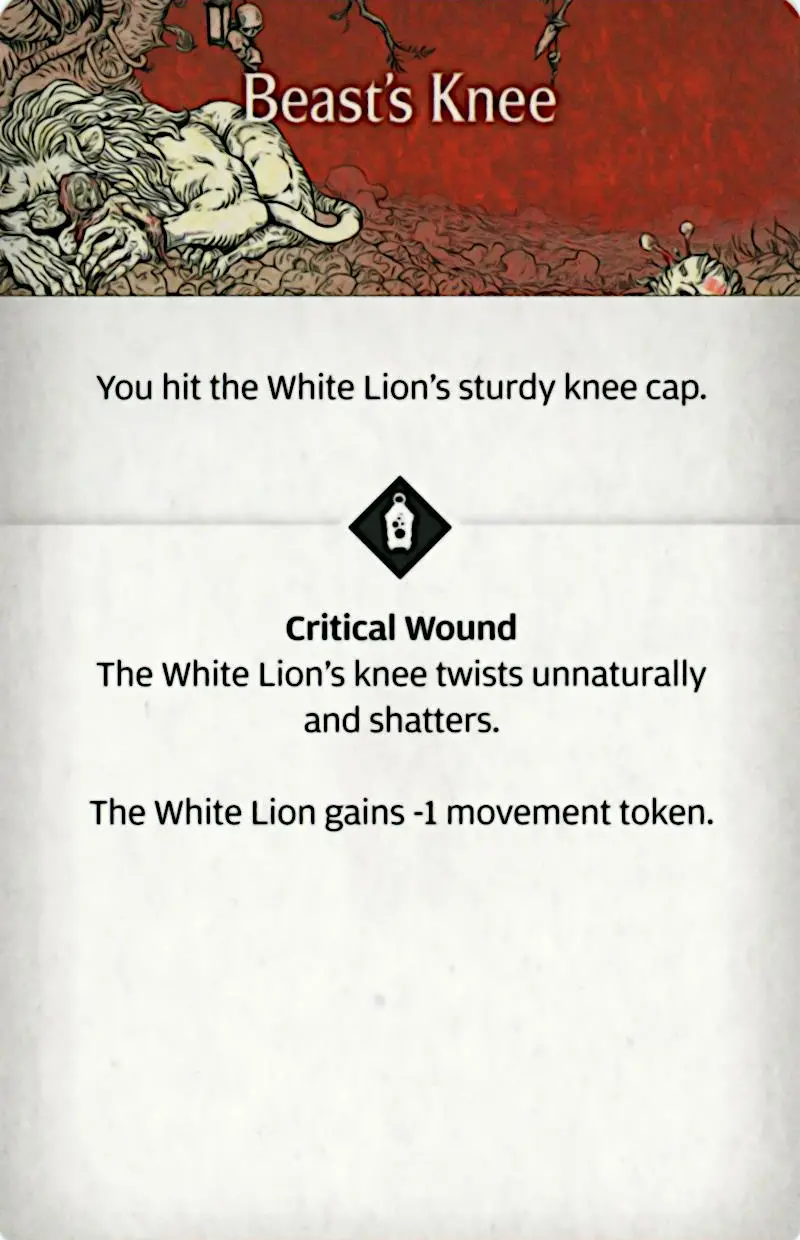 Beast's Knee
You hit the White Lion's sturdy knee cap.
Critical Wound
The White Lion's knee twists unnaturally
and shatters.
The White Lion gains -1 movement token.